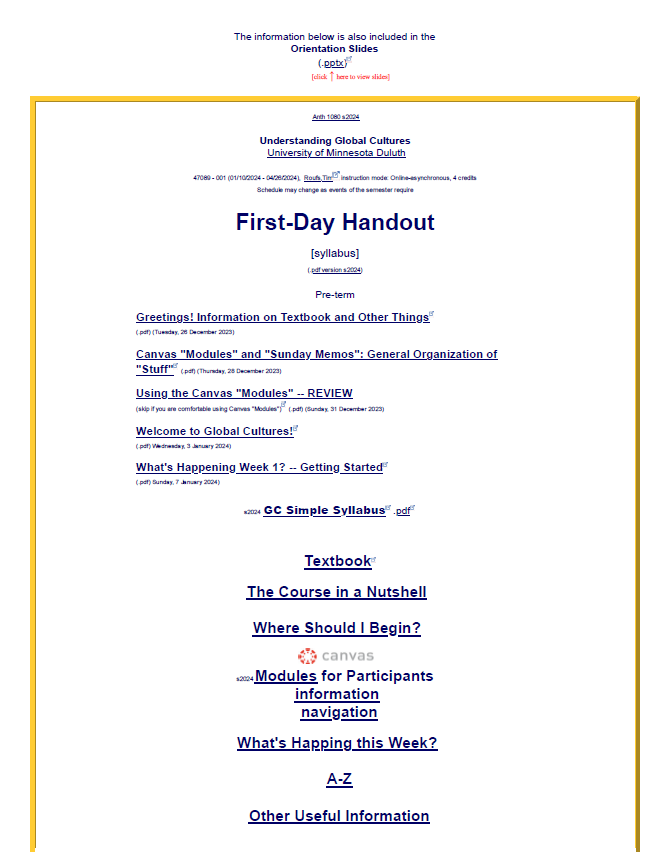 The information below is also included in the
Orientation Slides
(.pptx)
[click ↑ here to view slides]
Anth 1080 s2024
Understanding Global Cultures
University of Minnesota Duluth
47089 - 001 (01/10/2024 - 04/26/2024), Roufs,Tim instruction mode: Online-asynchronous, 4 credits
Schedule may change as events of the semester require
First-Day Handout
[syllabus]
(.pdf version s2024)
Pre-term
Greetings! Information on Textbook and Other Things
(.pdf) (Tuesday, 26 December 2023)
Canvas "Modules" and "Sunday Memos": General Organization of
"Stuff" (.pdf) (Thursday, 28 December 2023)
Using the Canvas "Modules" -- REVIEW
(skip if you are comfortable using Canvas "Modules") (.pdf) (Sunday, 31 December 2023)
Welcome to Global Cultures!
(.pdf) Wednesday, 3 January 2024)
What's Happening Week 1? -- Getting Started
(.pdf) Sunday, 7 January 2024)
s2024 GC Simple Syllabus .pdf
Textbook
The Course in a Nutshell
Where Should I Begin?
canvas
s2024 Modules for Participants
information
navigation
What's Happing this Week?
A-Z
Other Useful Information